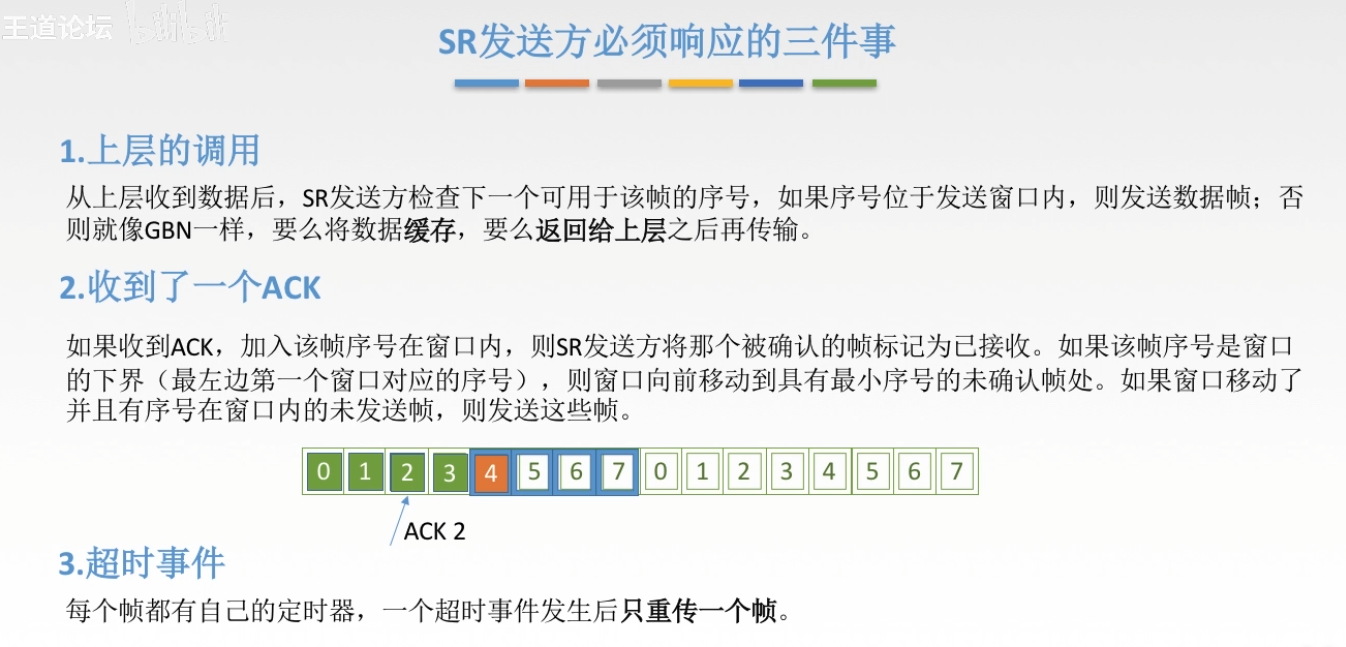 王道论坛 bilibili
SR发送方必须响应的三件事
1.上层的调用
从上层收到数据后，SR发送方检查下一个可用于该帧的序号，如果序号位于发送窗口内，则发送数据帧；否
则就像GBN一样，要么将数据缓存，要么返回给上层之后再传输。
2.收到了一个ACK
如果收到ACK，加入该帧序号在窗口内，则SR发送方将那个被确认的帧标记为已接收。如果该帧序号是窗口
的下界（最左边第一个窗口对应的序号），则窗口向前移动到具有最小序号的未确认帧处。如果窗口移动了
并且有序号在窗口内的未发送帧，则发送这些帧。
0 1 2 3 4 5 6 7 0 1 2 3 4 5 6 7
ACK 2
3.超时事件
每个帧都有自己的定时器，一个超时事件发生后只重传一个帧。